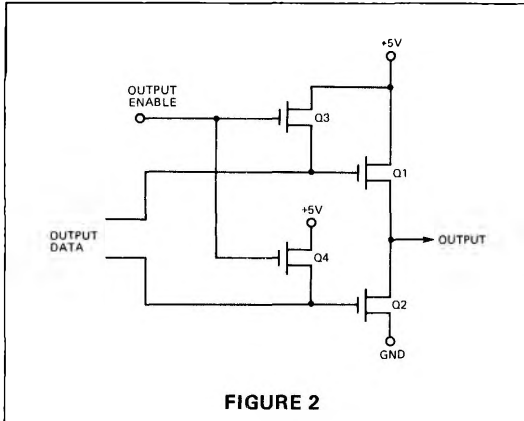 +5V
OUTPUT
ENABLE
Q3
Q1
+5V
OUTPUT
DATA
Q4
OUTPUT
Q2
GND
FIGURE 2